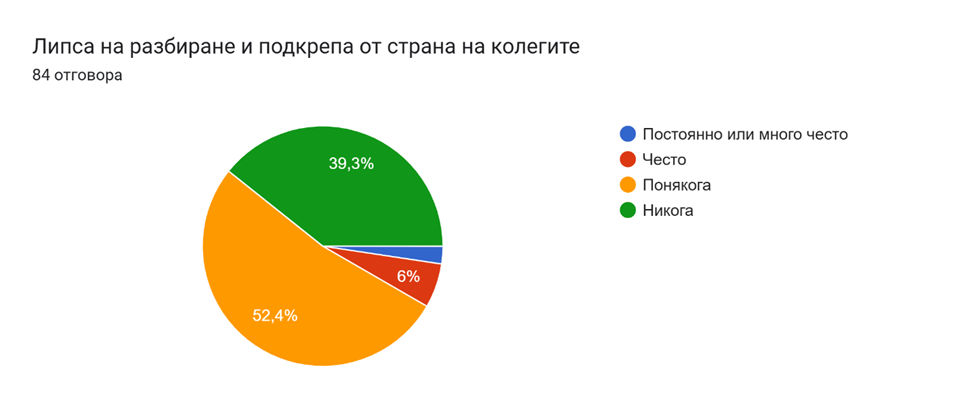 Липса на разбиране и подкрепа от страна на колегите
84 отговора
39,3%
6%
52,4%
Постоянно или много често
Често
Понякога
Никога